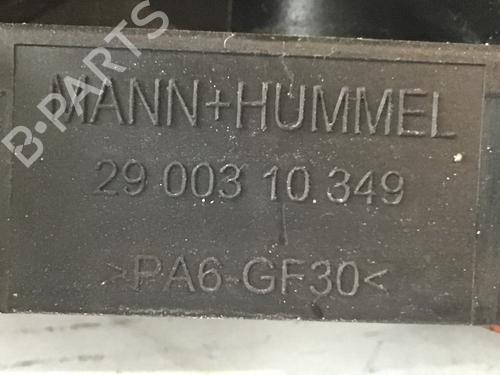 MANN+HUMMEL
B-PARTS
29 003 10 349
>PA6-GF30<